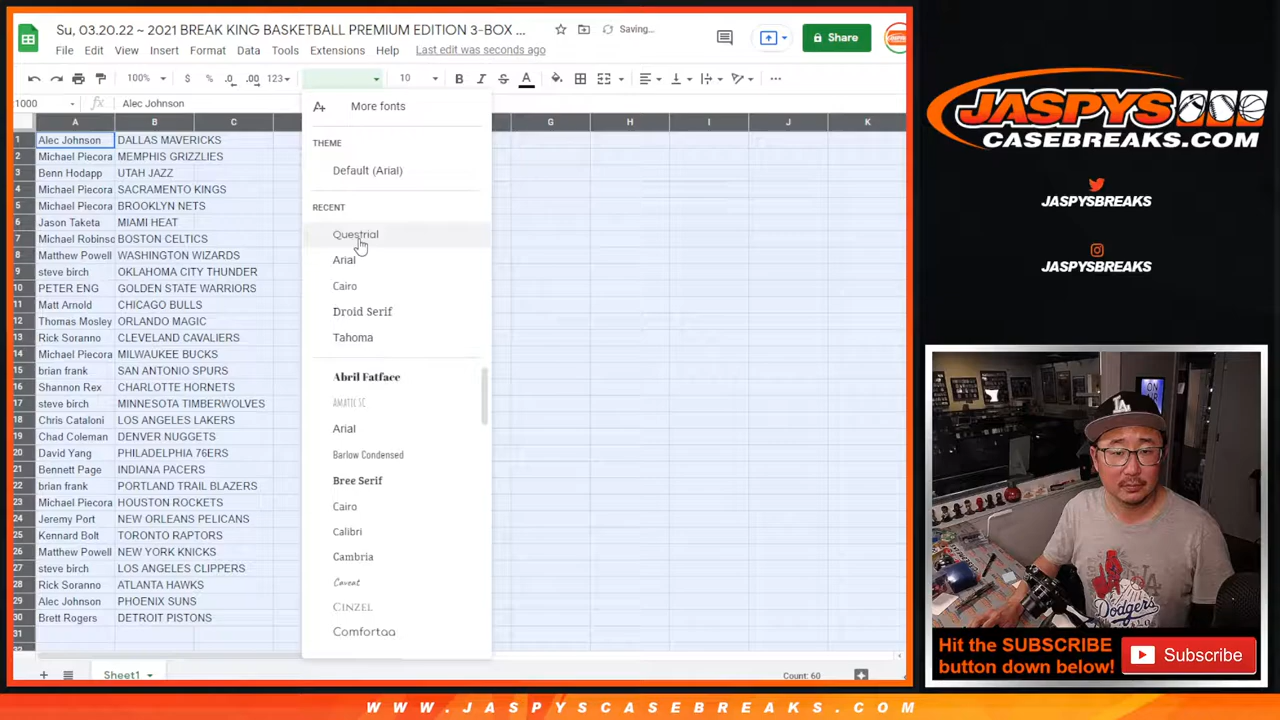 Su, 03.20.22 ~ 2021 BREAK KING BASKETBALL PREMIUM EDITION 3-BOX ...
Saving...
Share
File Edit View Insert Format Data Tools Extensions Help Last edit was seconds ago
100% $ % .0 .00 123 10 B I S A
1000 fx Alec Johnson
A B C G H I J K
1 Alec Johnson DALLAS MAVERICKS
2 Michael Piecora MEMPHIS GRIZZLIES
3 Benn Hodapp UTAH JAZZ
4 Michael Piecora SACRAMENTO KINGS
5 Michael Piecora BROOKLYN NETS
6 Jason Taketa MIAMI HEAT
7 Michael Robinso BOSTON CELTICS
8 Matthew Powell WASHINGTON WIZARDS
9 steve birch OKLAHOMA CITY THUNDER
10 PETER ENG GOLDEN STATE WARRIORS
11 Matt Arnold CHICAGO BULLS
12 Thomas Mosley ORLANDO MAGIC
13 Rick Soranno CLEVELAND CAVALIERS
14 Michael Piecora MILWAUKEE BUCKS
15 brian frank SAN ANTONIO SPURS
16 Shannon Rex CHARLOTTE HORNETS
17 steve birch MINNESOTA TIMBERWOLVES
18 Chris Cataloni LOS ANGELES LAKERS
19 Chad Coleman DENVER NUGGETS
20 David Yang PHILADELPHIA 76ERS
21 Bennett Page INDIANA PACERS
22 brian frank PORTLAND TRAIL BLAZERS
23 Michael Piecora HOUSTON ROCKETS
24 Jeremy Port NEW ORLEANS PELICANS
25 Kennard Bolt TORONTO RAPTORS
26 Matthew Powell NEW YORK KNICKS
27 steve birch LOS ANGELES CLIPPERS
28 Rick Soranno ATLANTA HAWKS
29 Alec Johnson PHOENIX SUNS
30 Brett Rogers DETROIT PISTONS
31
More fonts
THEME
Default (Arial)
RECENT
Questrial
Arial
Cairo
Droid Serif
Tahoma
Abril Fatface
AMATIC SC
Arial
Barlow Condensed
Bree Serif
Cairo
Calibri
Cambria
Caveat
CINZEL
Comfortaa
Sheet1
Count: 60
JASPYS
CASEBREAKS.COM
JASPYSBREAKS
JASPYSBREAKS
ON
AIR
LA
Dodgers
Hit the SUBSCRIBE
button down below!
Subscribe
WWW.JASPYSCASEBREAKS.COM